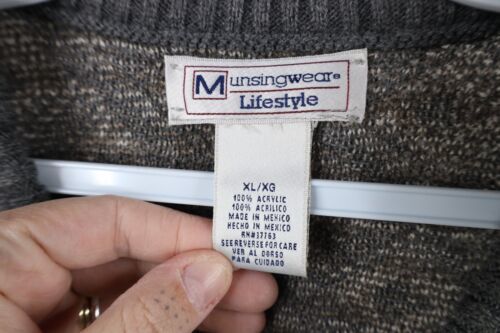 Munsingwear®
Lifestyle
XL/XG
100% ACRYLIC
100% ACRILICO
MADE IN MEXICO
HECHO EN MEXICO
RN#37763
SEE REVERSE FOR CARE
VER AL DORSO
PARA CUIDADO